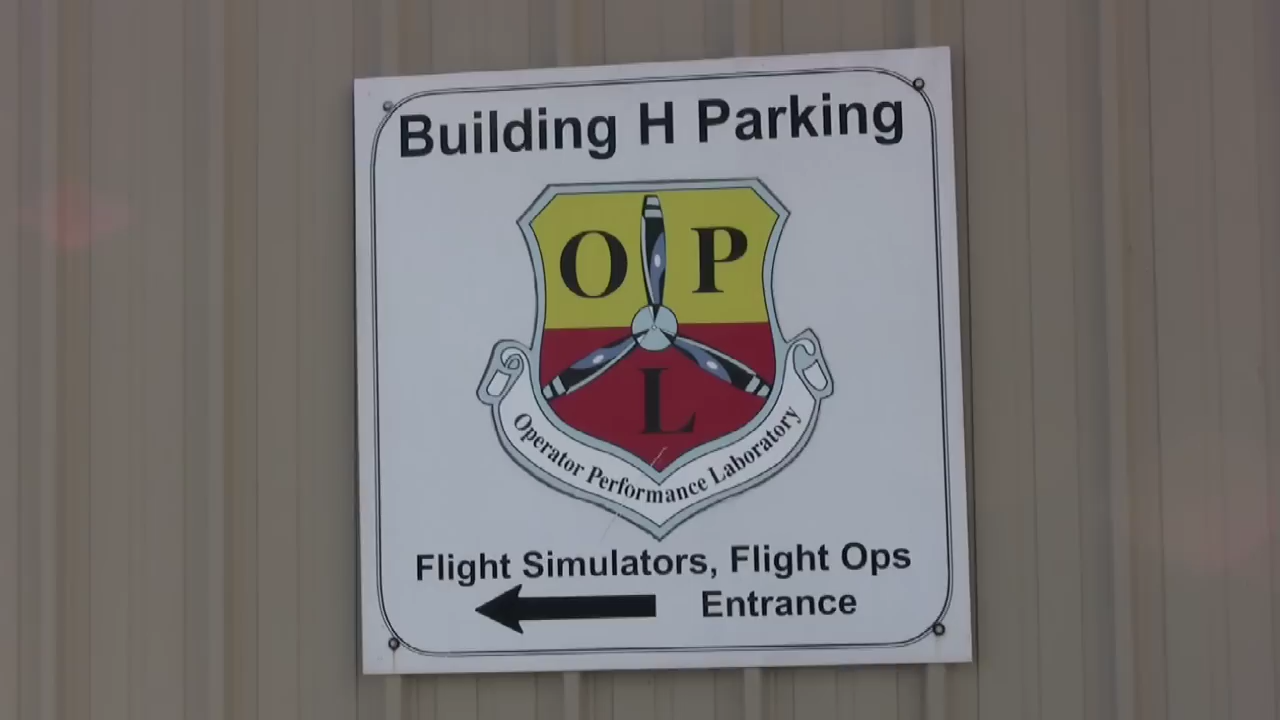 Building H Parking
O P
L
Operator Performance Laboratory
Flight Simulators, Flight Ops
Entrance